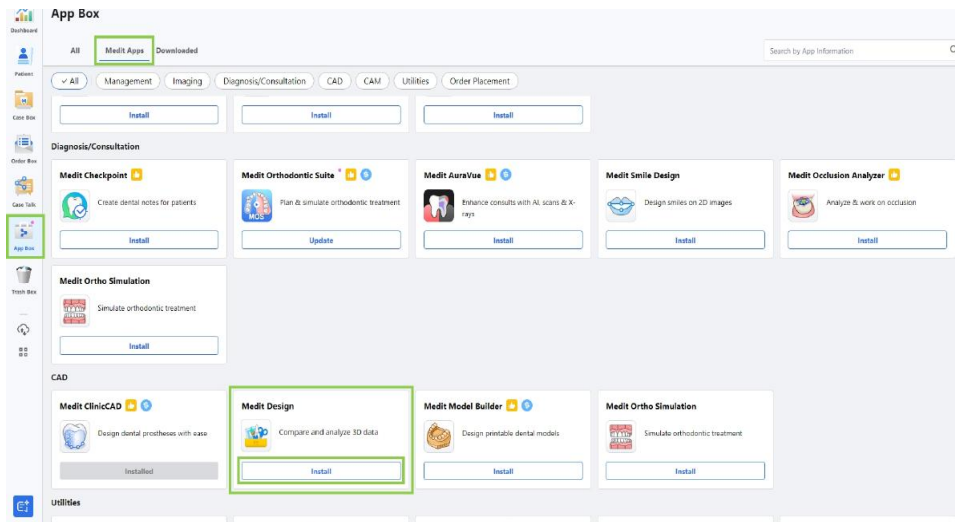 App Box
Dashboard
Patient
Case Box
Order Box
Case Talk
App Box
Trash Box
All
Medit Apps
Downloaded
Search by App Information
All
Management
Imaging
Diagnosis/Consultation
CAD
CAM
Utilities
Order Placement
Install
Install
Install
Diagnosis/Consultation
Medit Checkpoint
Create dental notes for patients
Install
Medit Orthodontic Suite
MOS
Plan & simulate orthodontic treatment
Update
Medit AuraVue
Enhance consults with AI, scans & X-
rays
Install
Medit Smile Design
Design smiles on 2D images
Install
Medit Occlusion Analyzer
Analyze & work on occlusion
Install
Medit Ortho Simulation
Simulate orthodontic treatment
Install
CAD
Medit ClinicCAD
Design dental prostheses with ease
Installed
Medit Design
Compare and analyze 3D data
Install
Medit Model Builder
Design printable dental models
Install
Medit Ortho Simulation
Simulate orthodontic treatment
Install
Utilities